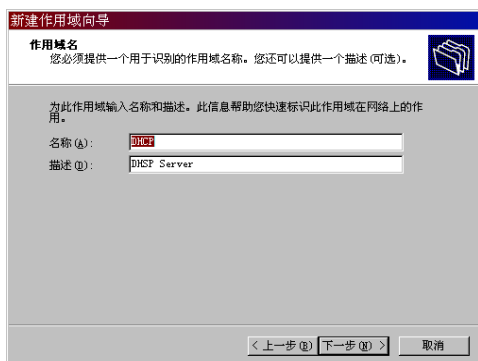 新建作用域向导
作用域名
您必须提供一个用于识别的作用域名称。您还可以提供一个描述(可选)。
为此作用域输入名称和描述。此信息帮助您快速标识此作用域在网络上的作
用。
名称(A): DHCP
描述(D): DHSP Server
< 上一步(B) 下一步(N) > 取消